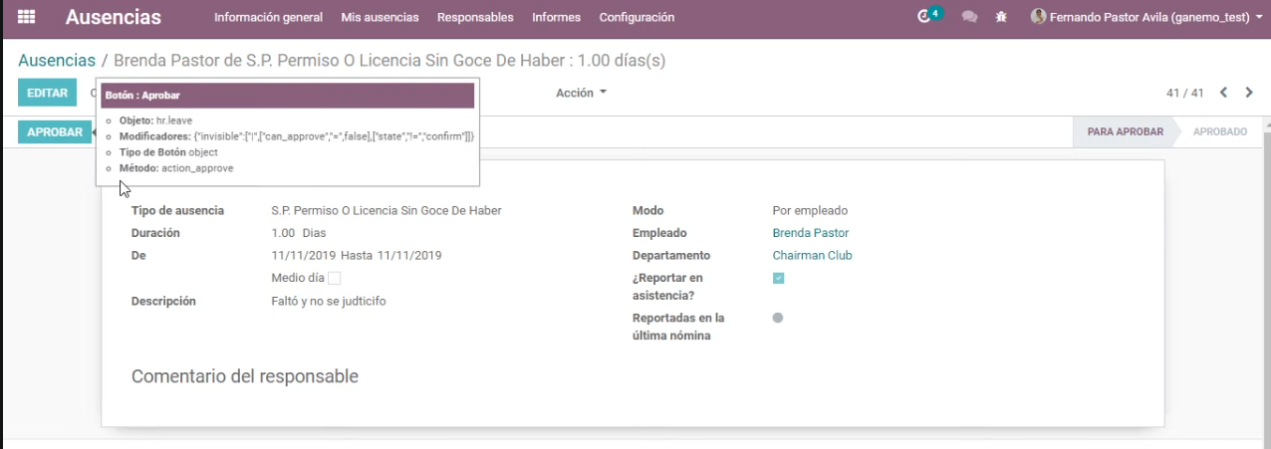 Ausencias Información general Mis ausencias Responsables Informes Configuración 4 Fernando Pastor Avila (ganemo_test)
Ausencias / Brenda Pastor de S.P. Permiso O Licencia Sin Goce De Haber : 1.00 días(s)
EDITAR C Acción 41 / 41
Botón : Aprobar
Objeto: hr.leave
APROBAR PARA APROBAR APROBADO
Modificadores: {"invisible":["|",["can_approve","=",false],["state","!=","confirm"]]}
Tipo de Botón object
Método: action_approve
Tipo de ausencia S.P. Permiso O Licencia Sin Goce De Haber
Duración 1.00 Dias
De 11/11/2019 Hasta 11/11/2019
Medio día
Descripción Faltó y no se judticifo
Modo Por empleado
Empleado Brenda Pastor
Departamento Chairman Club
¿Reportar en
asistencia?
Reportadas en la
última nómina
Comentario del responsable